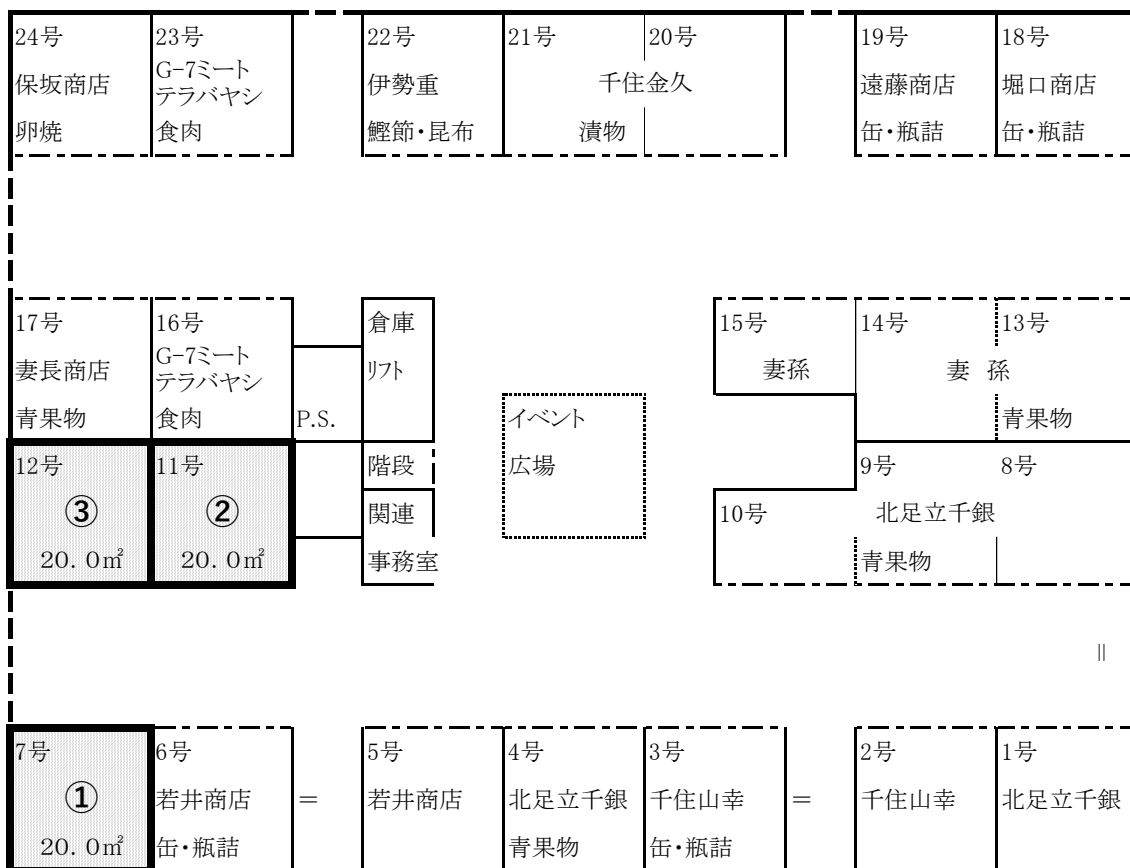 24号 23号 22号 21号 20号 19号 18号
保坂商店 G-7ミート テラバヤシ 伊勢重 千住金久 遠藤商店 堀口商店
卵焼 食肉 鰹節・昆布 漬物 缶・瓶詰 缶・瓶詰
17号 16号 倉庫 15号 14号 13号
妻長商店 G-7ミート テラバヤシ リフト 妻孫 妻 孫
青果物 食肉 P.S. イベント 青果物
12号 11号 階段 広場 9号 8号
③ ② 関連 10号 北足立千銀
20.0㎡ 20.0㎡ 事務室 青果物
||
7号 6号 5号 4号 3号 2号 1号
① 若井商店 = 若井商店 北足立千銀 千住山幸 = 千住山幸 北足立千銀
20.0㎡ 缶・瓶詰 青果物 缶・瓶詰